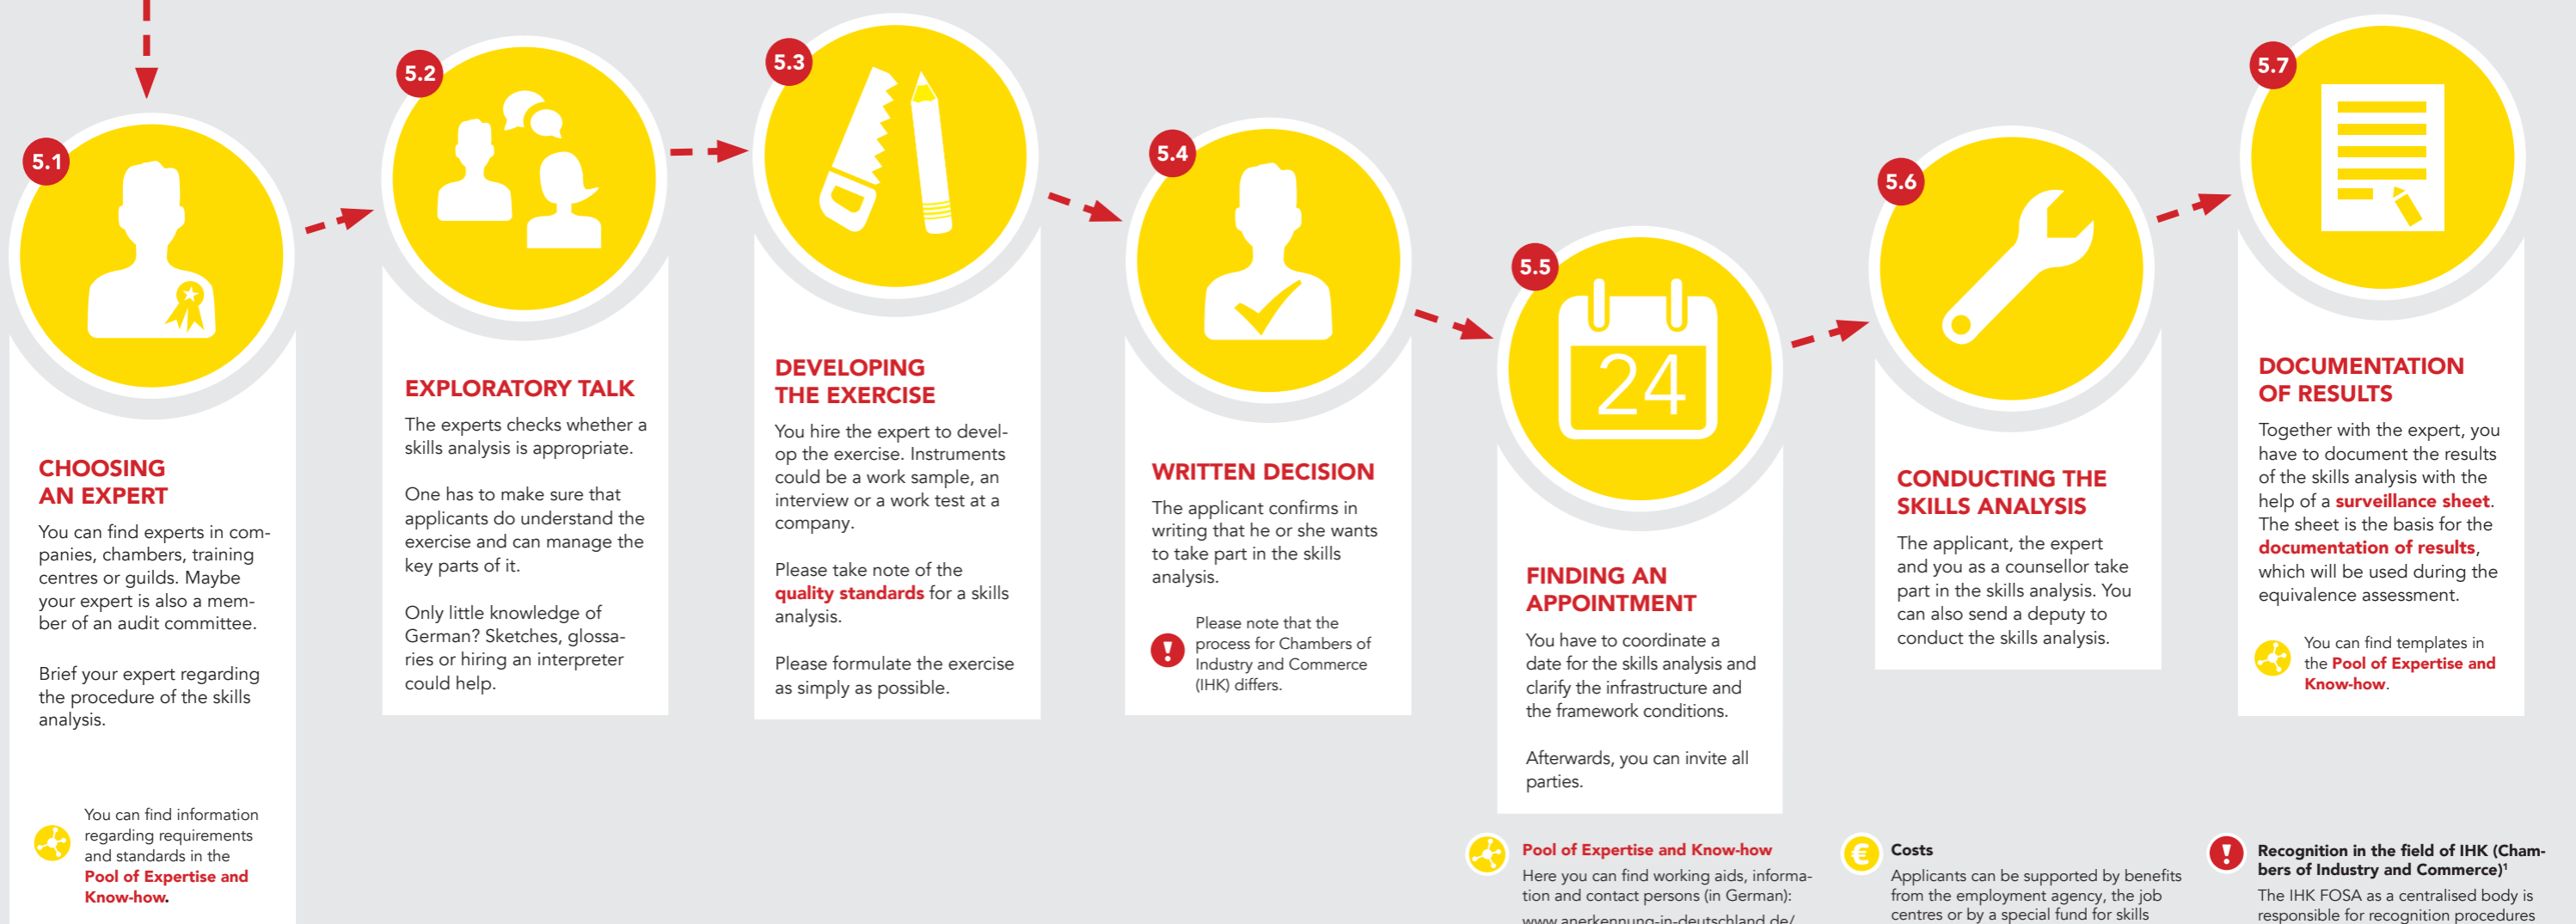 5.1
CHOOSING
AN EXPERT
You can find experts in com-
panies, chambers, training
centres or guilds. Maybe
your expert is also a mem-
ber of an audit committee.
Brief your expert regarding
the procedure of the skills
analysis.
You can find information
regarding requirements
and standards in the
Pool of Expertise and
Know-how.
5.2
EXPLORATORY TALK
The experts checks whether a
skills analysis is appropriate.
One has to make sure that
applicants do understand the
exercise and can manage the
key parts of it.
Only little knowledge of
German? Sketches, glossa-
ries or hiring an interpreter
could help.
5.3
DEVELOPING
THE EXERCISE
You hire the expert to devel-
op the exercise. Instruments
could be a work sample, an
interview or a work test at a
company.
Please take note of the
quality standards for a skills
analysis.
Please formulate the exercise
as simply as possible.
5.4
WRITTEN DECISION
The applicant confirms in
writing that he or she wants
to take part in the skills
analysis.
!
Please note that the
process for Chambers of
Industry and Commerce
(IHK) differs.
5.5
24
FINDING AN
APPOINTMENT
You have to coordinate a
date for the skills analysis and
clarify the infrastructure and
the framework conditions.
Afterwards, you can invite all
parties.
5.6
CONDUCTING THE
SKILLS ANALYSIS
The applicant, the expert
and you as a counsellor take
part in the skills analysis. You
can also send a deputy to
conduct the skills analysis.
5.7
DOCUMENTATION
OF RESULTS
Together with the expert, you
have to document the results
of the skills analysis with the
help of a surveillance sheet.
The sheet is the basis for the
documentation of results,
which will be used during the
equivalence assessment.
You can find templates in
the Pool of Expertise and
Know-how.
Pool of Expertise and Know-how
Here you can find working aids, informa-
tion and contact persons (in German):
www.anerkennung-in-deutschland.de/
€
Costs
Applicants can be supported by benefits
from the employment agency, the job
centres or by a special fund for skills
!
Recognition in the field of IHK (Cham-
bers of Industry and Commerce)¹
The IHK FOSA as a centralised body is
responsible for recognition procedures